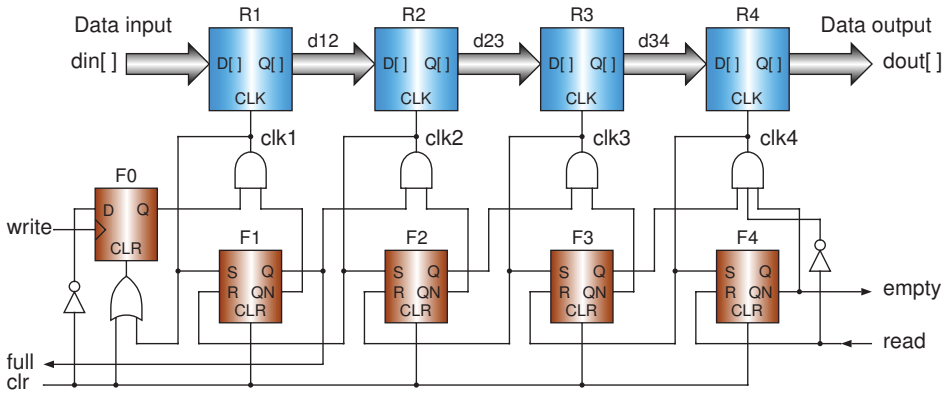 R1 R2 R3 R4
Data input d12 d23 d34 Data output
din[ ] D[ ] Q[ ] D[ ] Q[ ] D[ ] Q[ ] D[ ] Q[ ] dout[ ]
CLK CLK CLK CLK
clk1 clk2 clk3 clk4
F0
D Q
write
CLR
F1 F2 F3 F4
S Q S Q S Q S Q
R QN R QN R QN R QN empty
CLR CLR CLR CLR
read
full
clr